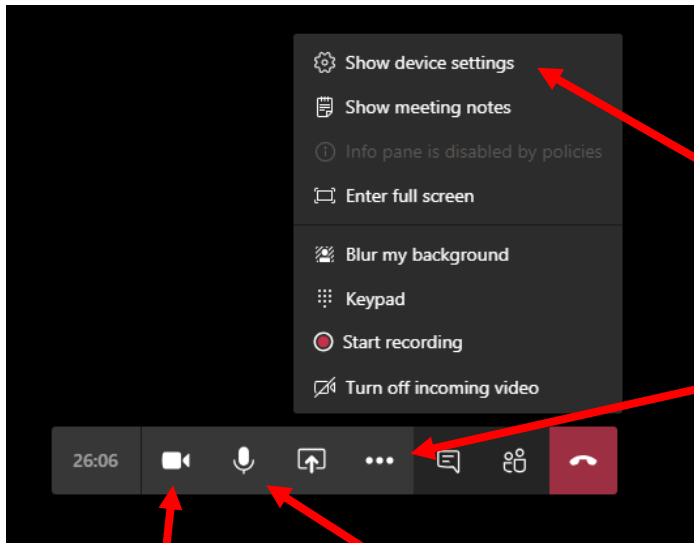 Show device settings
Show meeting notes
Info pane is disabled by policies
Enter full screen
Blur my background
Keypad
Start recording
Turn off incoming video
26:06